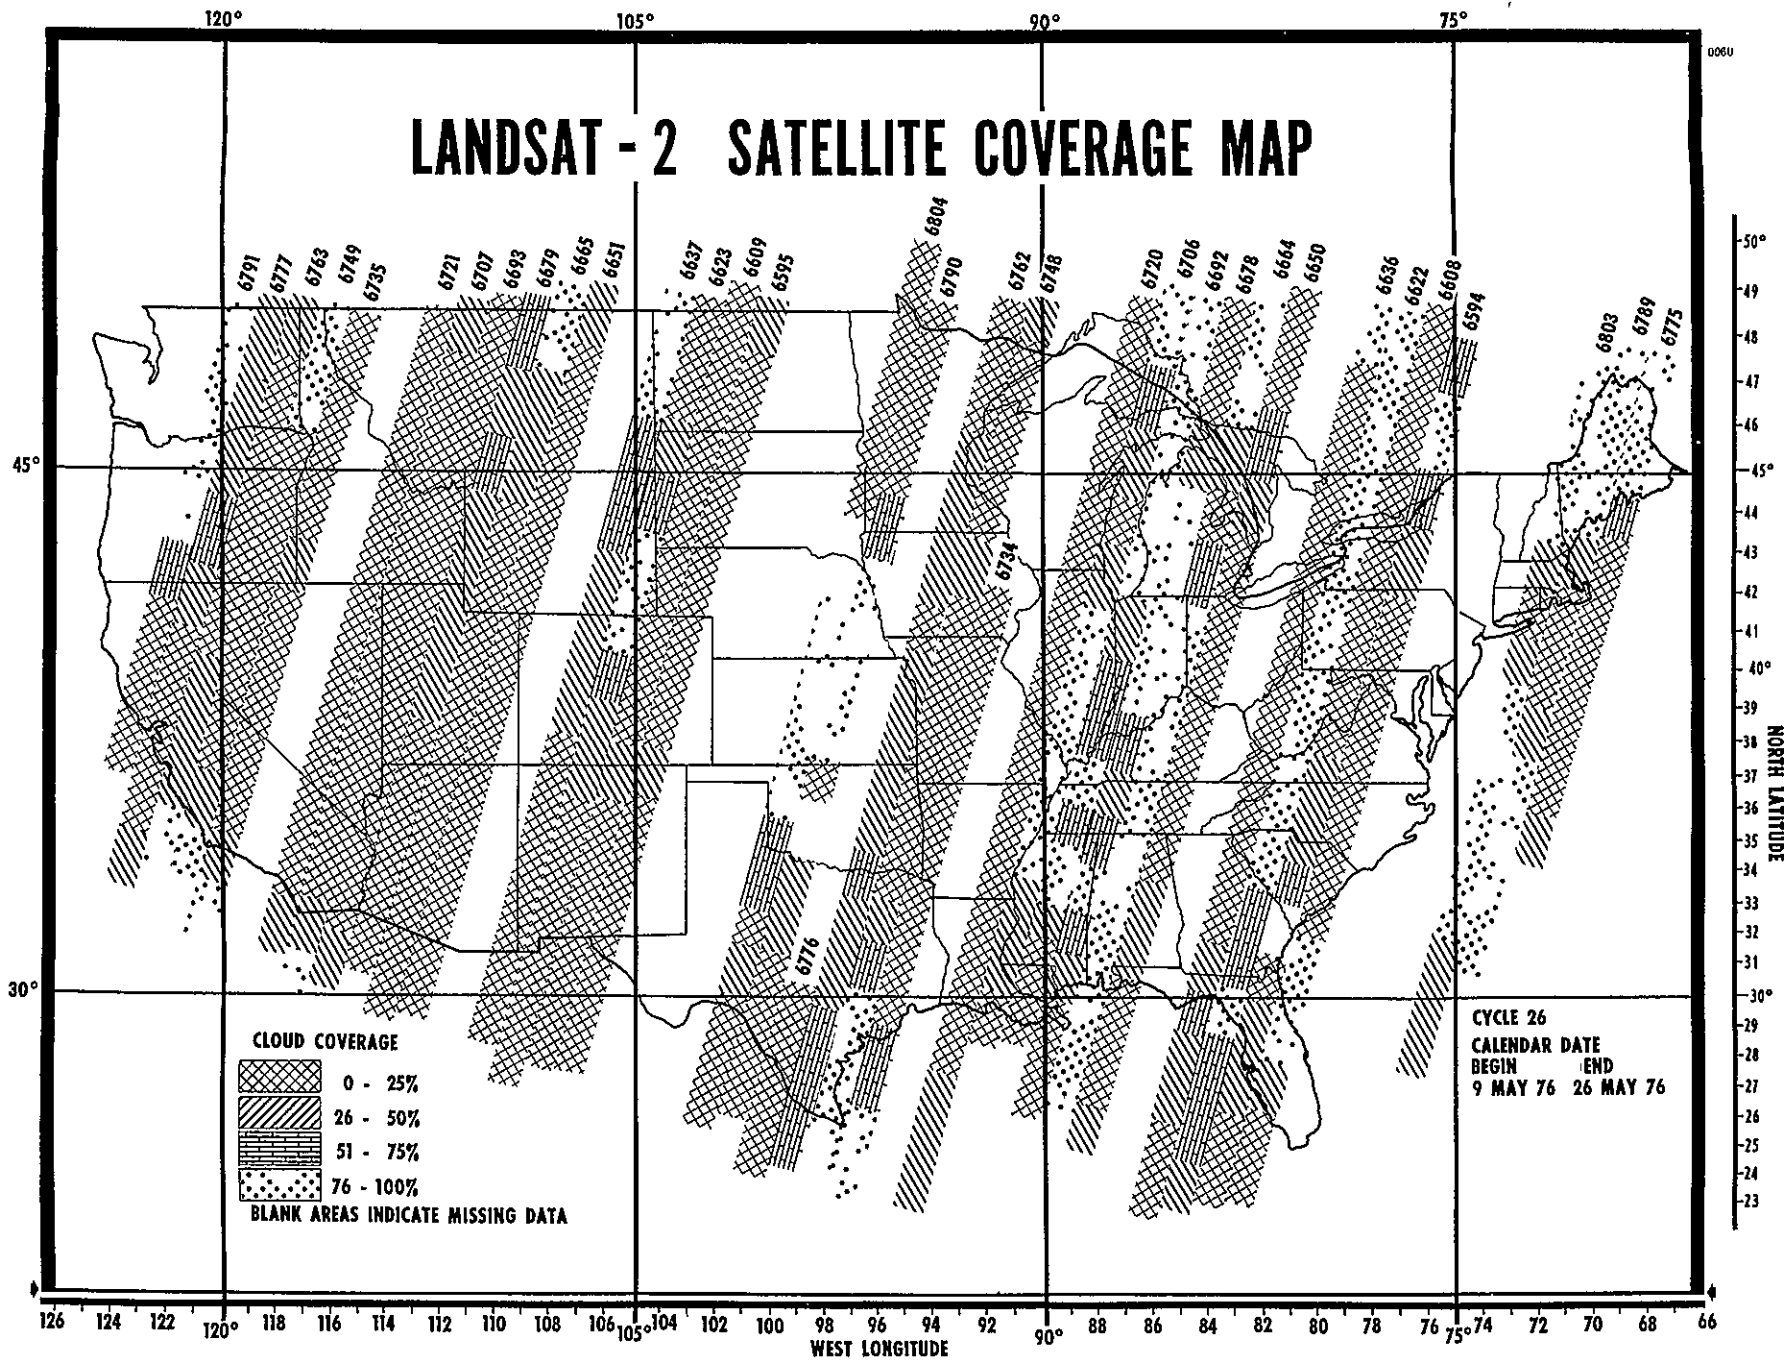 120° 105° 90° 75°
0060
LANDSAT - 2 SATELLITE COVERAGE MAP
6791 6777 6763 6749 6735 6721 6707 6693 6679 6665 6651 6637 6623 6609 6595 6804 6790 6762 6748 6720 6706 6692 6678 6664 6650 6636 6622 6608 6594 6803 6789 6775
6734
6776
45°
30°
50°
49
48
47
46
45°
44
43
42
41
40°
39
38
37
36
35
34
33
32
31
30°
29
28
27
26
25
24
23
NORTH LATITUDE
CLOUD COVERAGE
0 - 25%
26 - 50%
51 - 75%
76 - 100%
BLANK AREAS INDICATE MISSING DATA
CYCLE 26
CALENDAR DATE
BEGIN END
9 MAY 76 26 MAY 76
126 124 122 120° 118 116 114 112 110 108 106 105° 104 102 100 98 96 94 92 90° 88 86 84 82 80 78 76 75° 74 72 70 68 66
WEST LONGITUDE